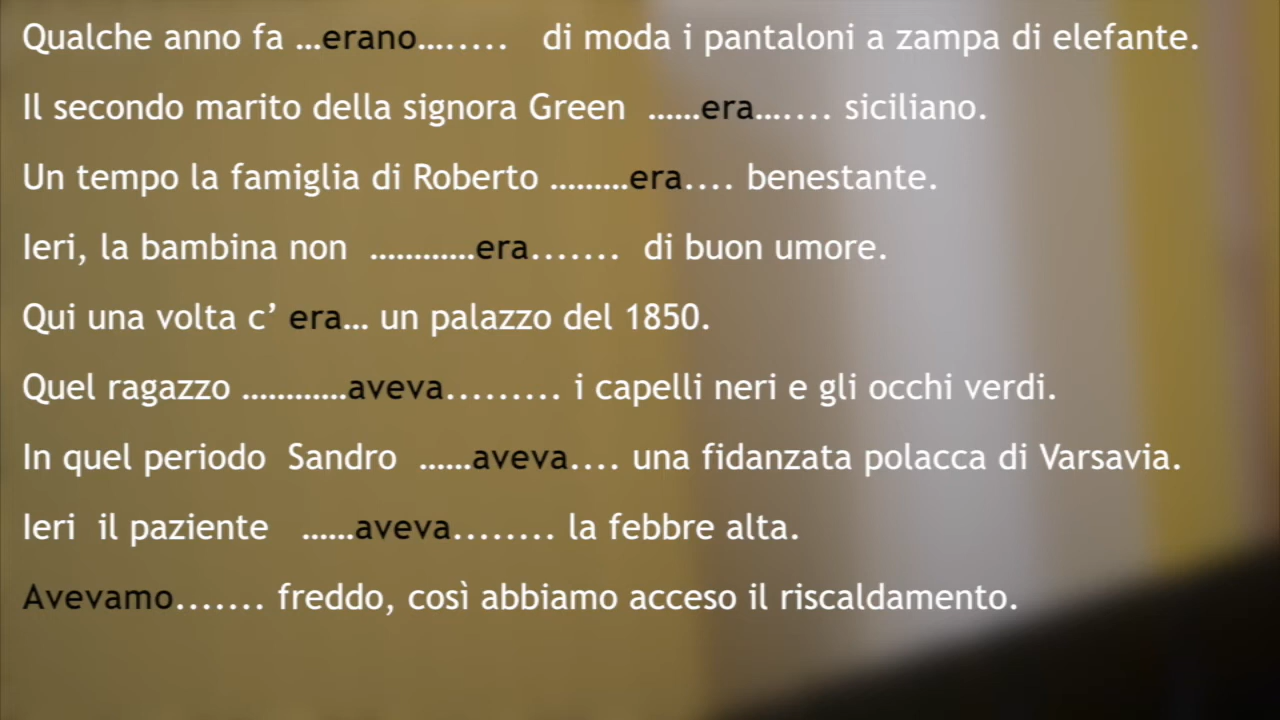 Qualche anno fa …erano…..... di moda i pantaloni a zampa di elefante.
Il secondo marito della signora Green ……era….... siciliano.
Un tempo la famiglia di Roberto ………era.... benestante.
Ieri, la bambina non …………era....... di buon umore.
Qui una volta c’ era… un palazzo del 1850.
Quel ragazzo …………aveva......... i capelli neri e gli occhi verdi.
In quel periodo Sandro ……aveva.... una fidanzata polacca di Varsavia.
Ieri il paziente ……aveva........ la febbre alta.
Avevamo....... freddo, così abbiamo acceso il riscaldamento.